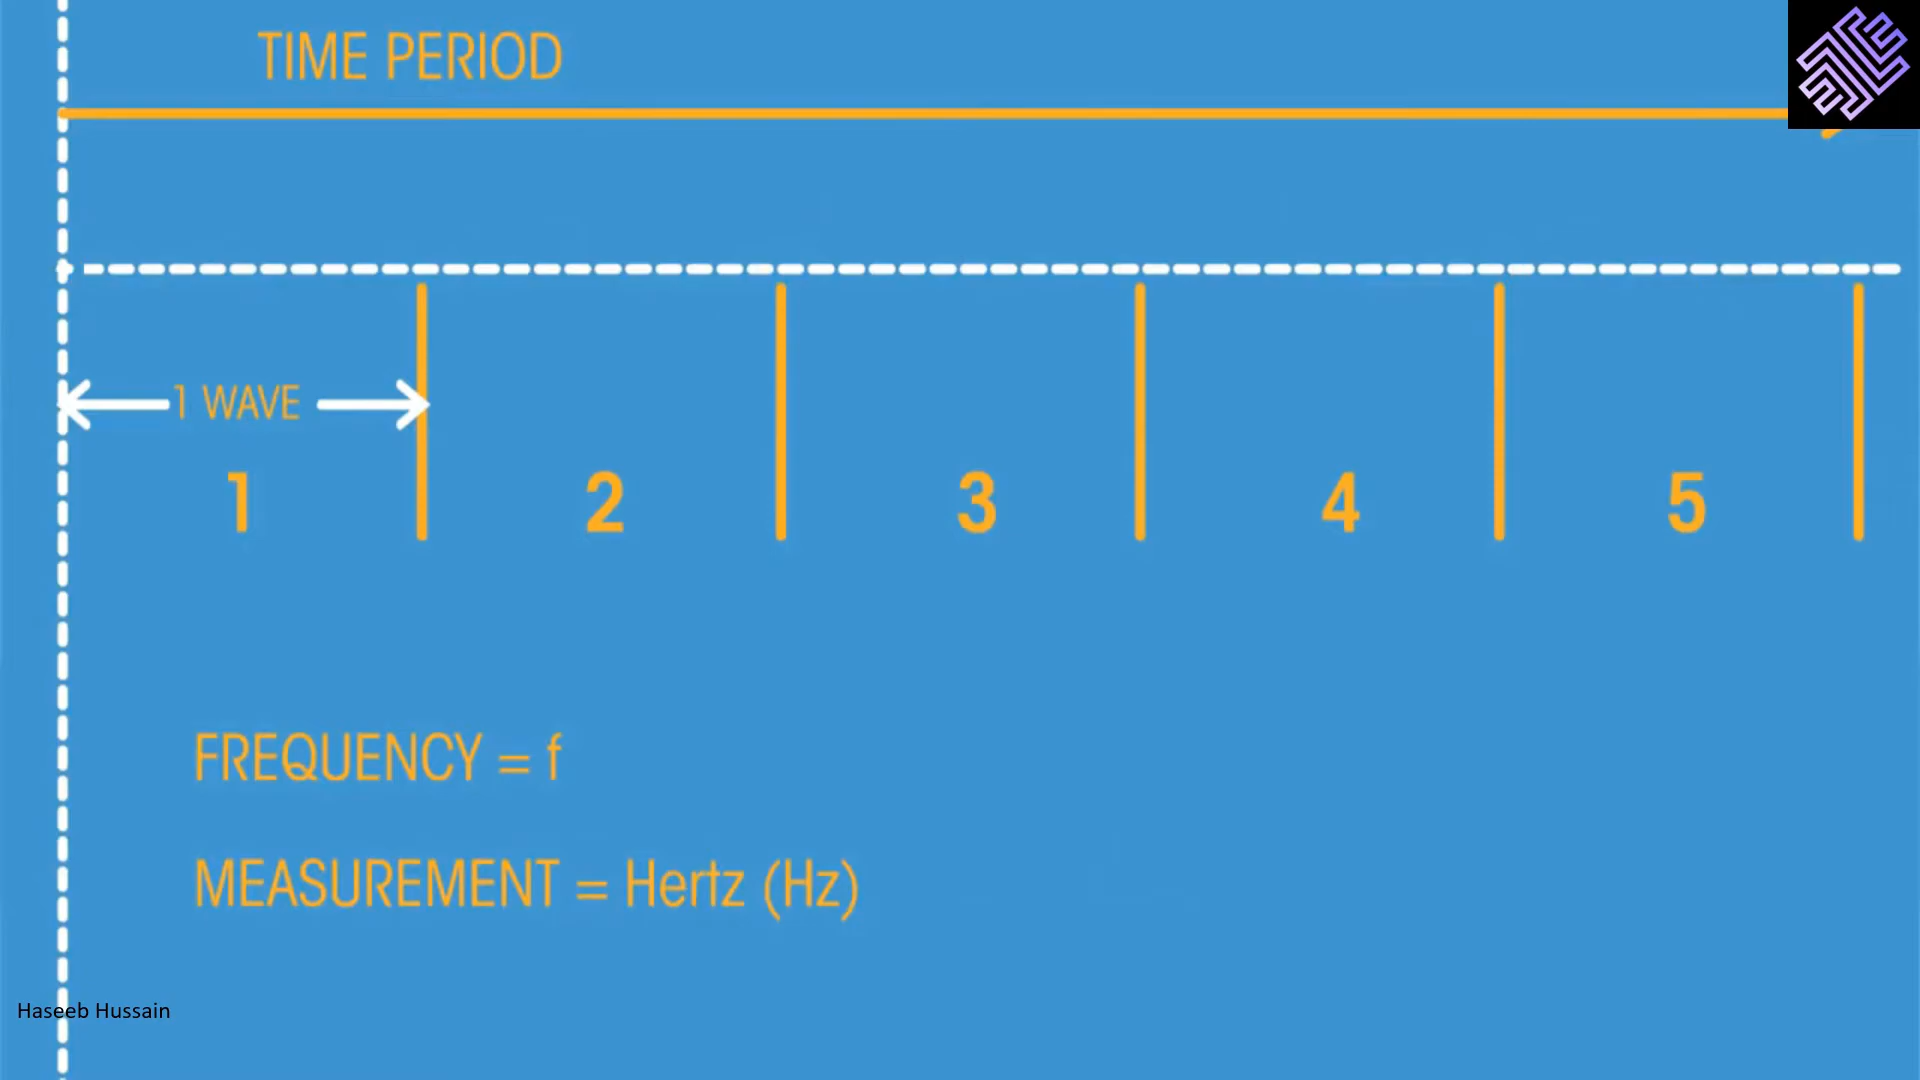 TIME PERIOD
1 WAVE
1 2 3 4 5
FREQUENCY = f
MEASUREMENT = Hertz (Hz)
Haseeb Hussain